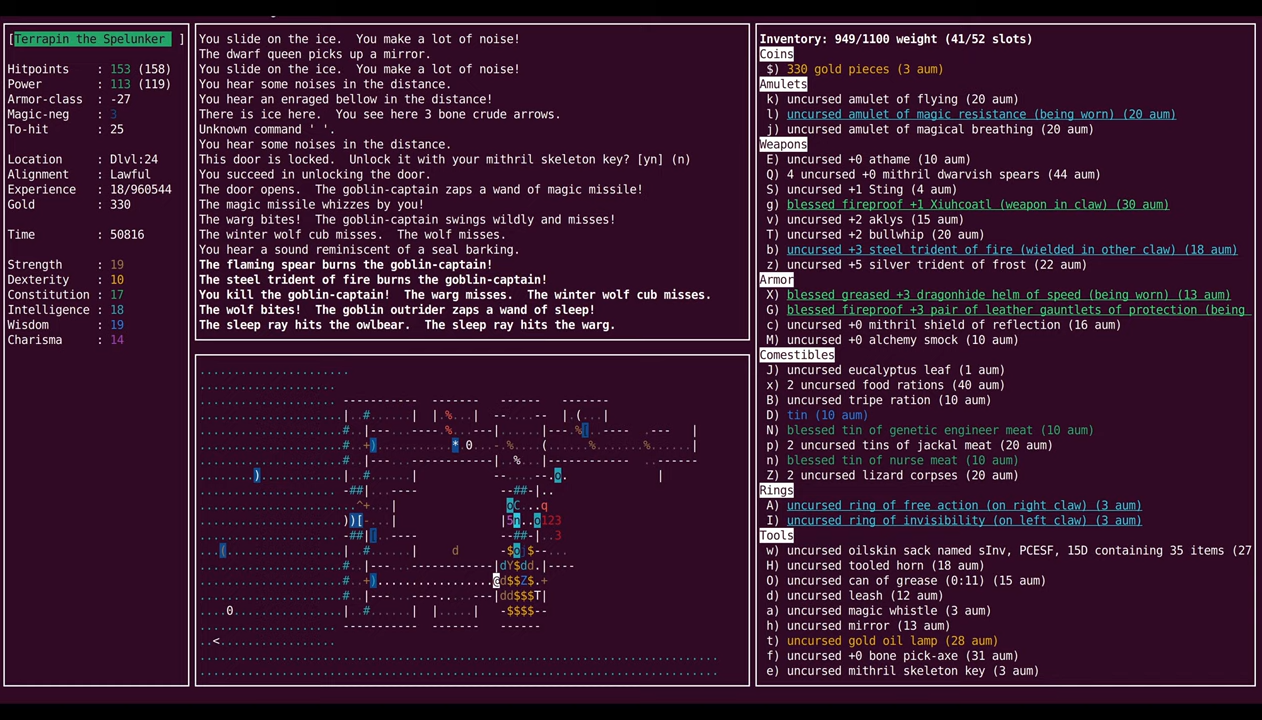 [Terrapin the Spelunker ]
Hitpoints : 153 (158)
Power : 113 (119)
Armor-class : -27
Magic-neg : 3
To-hit : 25
Location : Dlvl:24
Alignment : Lawful
Experience : 18/960544
Gold : 330
Time : 50816
Strength : 19
Dexterity : 10
Constitution : 17
Intelligence : 18
Wisdom : 19
Charisma : 14
You slide on the ice. You make a lot of noise!
The dwarf queen picks up a mirror.
You slide on the ice. You make a lot of noise!
You hear some noises in the distance.
You hear an enraged bellow in the distance!
There is ice here. You see here 3 bone crude arrows.
Unknown command ' '.
You hear some noises in the distance.
This door is locked. Unlock it with your mithril skeleton key? [yn] (n)
You succeed in unlocking the door.
The door opens. The goblin-captain zaps a wand of magic missile!
The magic missile whizzes by you!
The warg bites! The goblin-captain swings wildly and misses!
The winter wolf cub misses. The wolf misses.
You hear a sound reminiscent of a seal barking.
The flaming spear burns the goblin-captain!
The steel trident of fire burns the goblin-captain!
You kill the goblin-captain! The warg misses. The winter wolf cub misses.
The wolf bites! The goblin outrider zaps a wand of sleep!
The sleep ray hits the owlbear. The sleep ray hits the warg.
Inventory: 949/1100 weight (41/52 slots)
Coins
$) 330 gold pieces (3 aum)
Amulets
k) uncursed amulet of flying (20 aum)
l) uncursed amulet of magic resistance (being worn) (20 aum)
j) uncursed amulet of magical breathing (20 aum)
Weapons
E) uncursed +0 athame (10 aum)
Q) 4 uncursed +0 mithril dwarvish spears (44 aum)
S) uncursed +1 Sting (4 aum)
g) blessed fireproof +1 Xiuhcoatl (weapon in claw) (30 aum)
v) uncursed +2 aklys (15 aum)
T) uncursed +2 bullwhip (20 aum)
b) uncursed +3 steel trident of fire (wielded in other claw) (18 aum)
z) uncursed +5 silver trident of frost (22 aum)
Armor
X) blessed greased +3 dragonhide helm of speed (being worn) (13 aum)
G) blessed fireproof +3 pair of leather gauntlets of protection (being
c) uncursed +0 mithril shield of reflection (16 aum)
M) uncursed +0 alchemy smock (10 aum)
Comestibles
J) uncursed eucalyptus leaf (1 aum)
x) 2 uncursed food rations (40 aum)
B) uncursed tripe ration (10 aum)
D) tin (10 aum)
N) blessed tin of genetic engineer meat (10 aum)
p) 2 uncursed tins of jackal meat (20 aum)
n) blessed tin of nurse meat (10 aum)
Z) 2 uncursed lizard corpses (20 aum)
Rings
A) uncursed ring of free action (on right claw) (3 aum)
I) uncursed ring of invisibility (on left claw) (3 aum)
Tools
w) uncursed oilskin sack named sInv, PCESF, 15D containing 35 items (27
H) uncursed tooled horn (18 aum)
O) uncursed can of grease (0:11) (15 aum)
d) uncursed leash (12 aum)
a) uncursed magic whistle (3 aum)
h) uncursed mirror (13 aum)
t) uncursed gold oil lamp (28 aum)
f) uncursed +0 bone pick-axe (31 aum)
e) uncursed mithril skeleton key (3 aum)